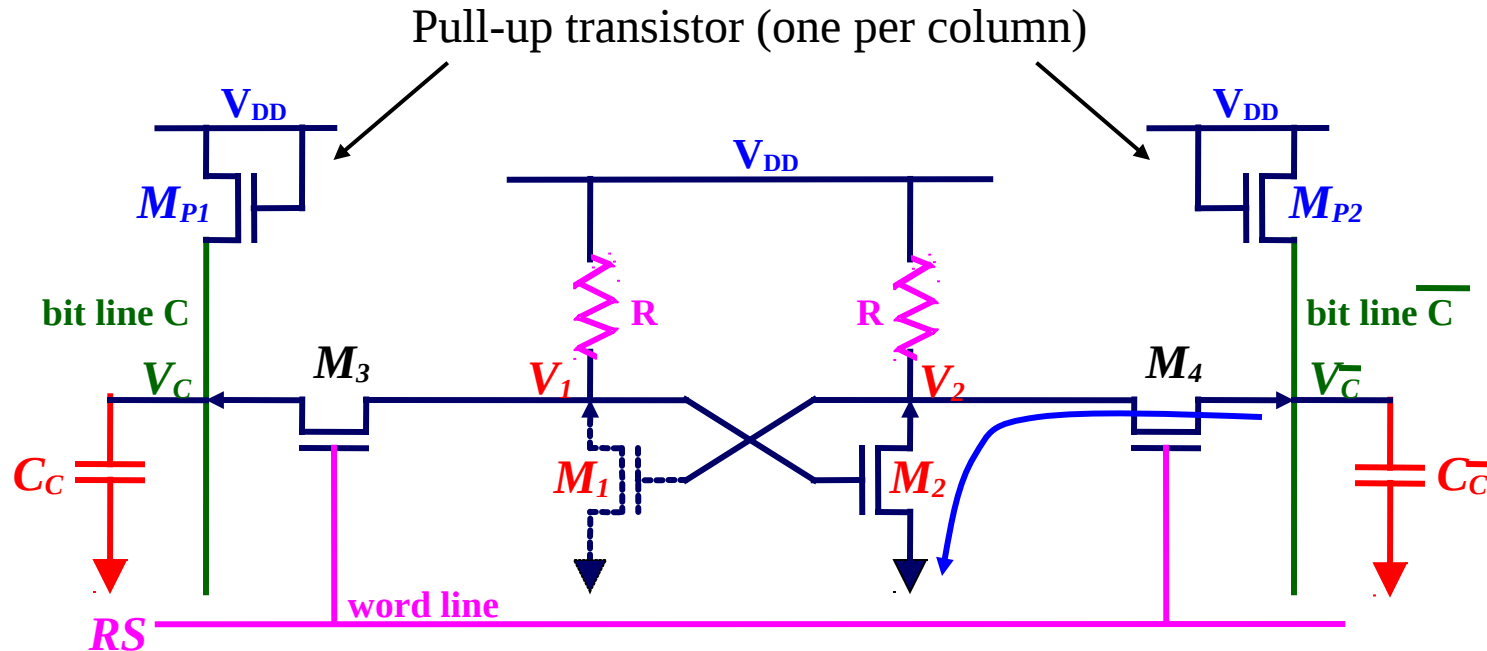 Pull-up transistor (one per column)
VDD
VDD
VDD
MP1
MP2
bit line C
R
R
bit line C̅
M3
M4
VC
V1
V2
VC̅
CC
M1
M2
CC̅
word line
RS